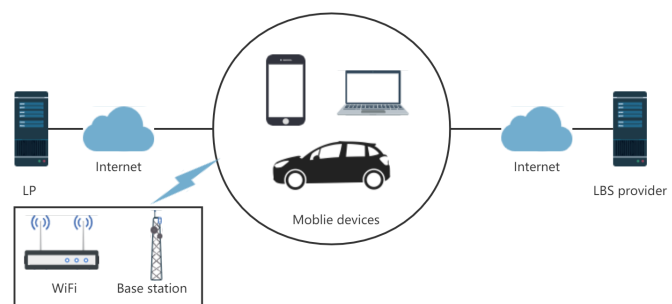 Internet
Internet
LP
LBS provider
Moblie devices
WiFi
Base station